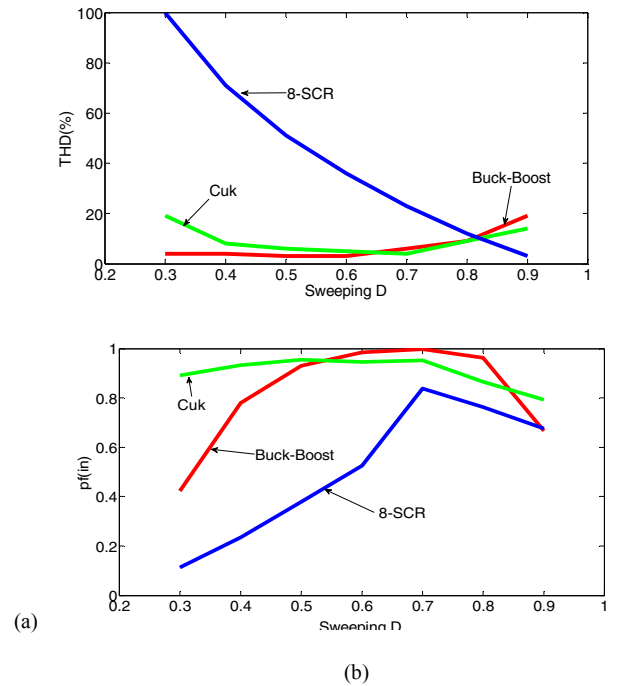 100
80
60
40
20
0
THD(%)
8-SCR
Cuk
Buck-Boost
0.2 0.3 0.4 0.5 0.6 0.7 0.8 0.9 1
Sweeping D
1
0.8
0.6
0.4
0.2
0
pf(in)
Cuk
Buck-Boost
8-SCR
0.2 0.3 0.4 0.5 0.6 0.7 0.8 0.9 1
Sweeping D
(a)
(b)